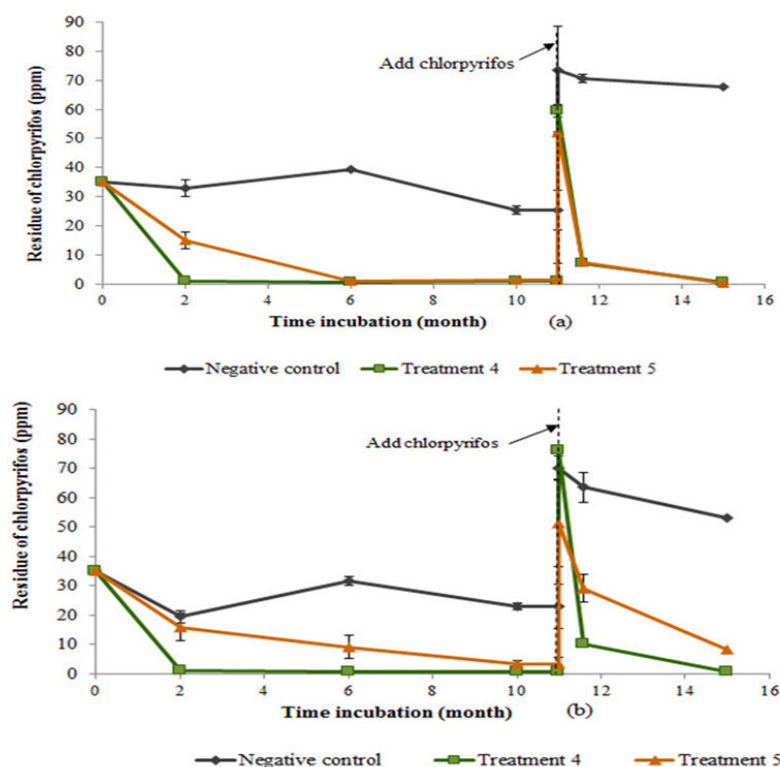 90
80
70
60
50
40
30
20
10
0
Residue of chlorpyrifos (ppm)
Add chlorpyrifos
0 2 4 6 8 10 12 14 16
Time incubation (month) (a)
Negative control Treatment 4 Treatment 5
90
80
70
60
50
40
30
20
10
0
Residue of chlorpyrifos (ppm)
Add chlorpyrifos
0 2 4 6 8 10 12 14 16
Time incubation (month) (b)
Negative control Treatment 4 Treatment 5